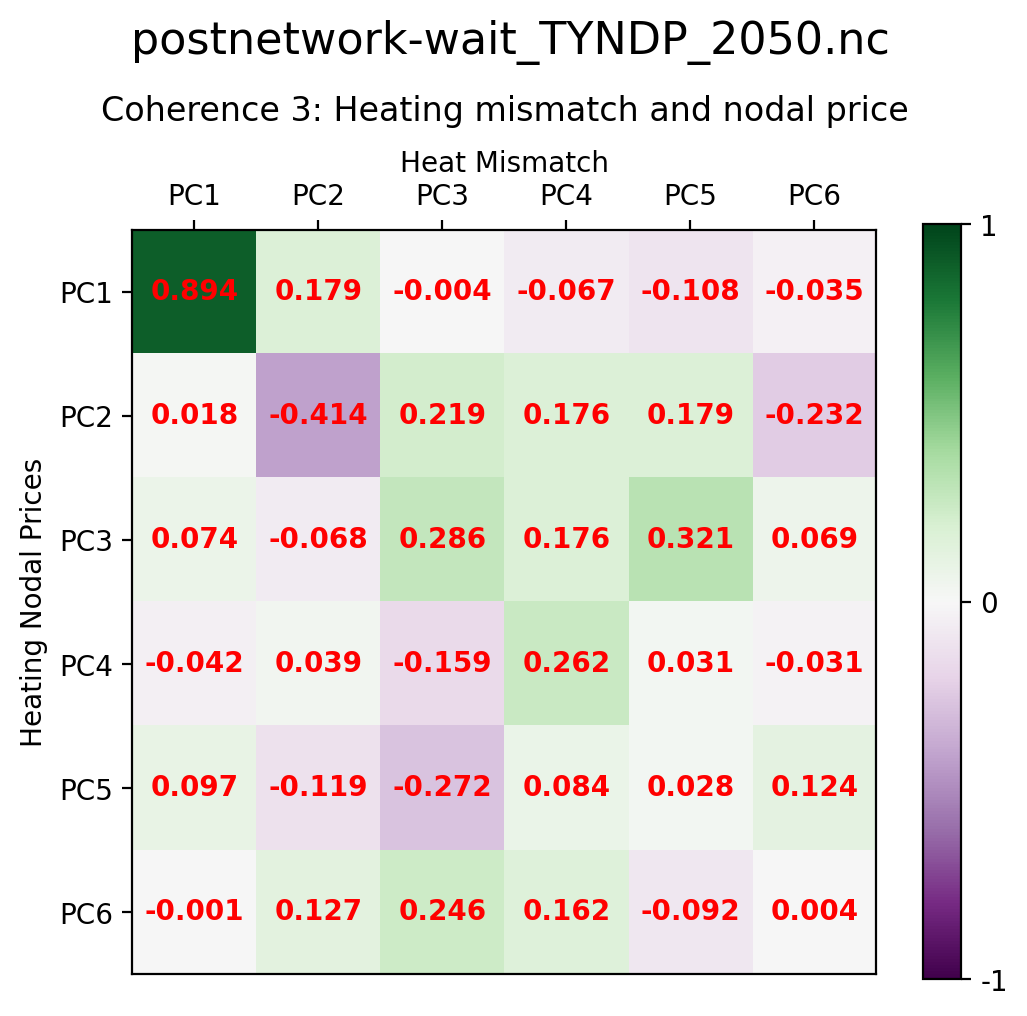 postnetwork-wait_TYNDP_2050.nc
Coherence 3: Heating mismatch and nodal price
Heat Mismatch
PC1 PC2 PC3 PC4 PC5 PC6
1
PC1 0.894 0.179 -0.004 -0.067 -0.108 -0.035
PC2 0.018 -0.414 0.219 0.176 0.179 -0.232
PC3 0.074 -0.068 0.286 0.176 0.321 0.069
0
Heating Nodal Prices
PC4 -0.042 0.039 -0.159 0.262 0.031 -0.031
PC5 0.097 -0.119 -0.272 0.084 0.028 0.124
PC6 -0.001 0.127 0.246 0.162 -0.092 0.004
-1